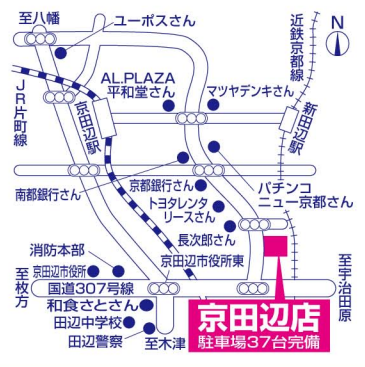 至八幡
ユーポスさん
近鉄京都線
N
AL.PLAZA
平和堂さん
マツヤデンキさん
JR片町線
京田辺駅
新田辺駅
南都銀行さん
京都銀行さん
パチンコ
ニュー京都さん
トヨタレンタ
リースさん
長次郎さん
消防本部
京田辺市役所東
京田辺市役所
至枚方
国道307号線
至宇治田原
和食さとさん
田辺中学校
田辺警察
至木津
京田辺店
駐車場37台完備